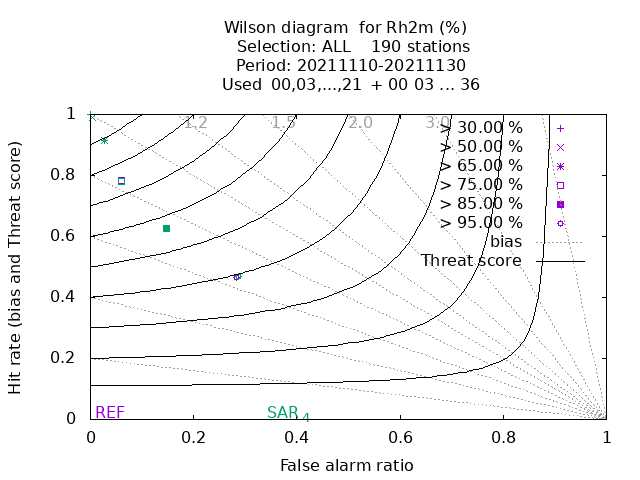 Wilson diagram for Rh2m (%)
Selection: ALL 190 stations
Period: 20211110-20211130
Used 00,03,...,21 + 00 03 ... 36
1.2 1.5 2.0 3.0
> 30.00 %
> 50.00 %
> 65.00 %
> 75.00 %
> 85.00 %
> 95.00 %
bias
Threat score
Hit rate (bias and Threat score)
1
0.8
0.6
0.4
0.2
0
REF SAR 4
0 0.2 0.4 0.6 0.8 1
False alarm ratio